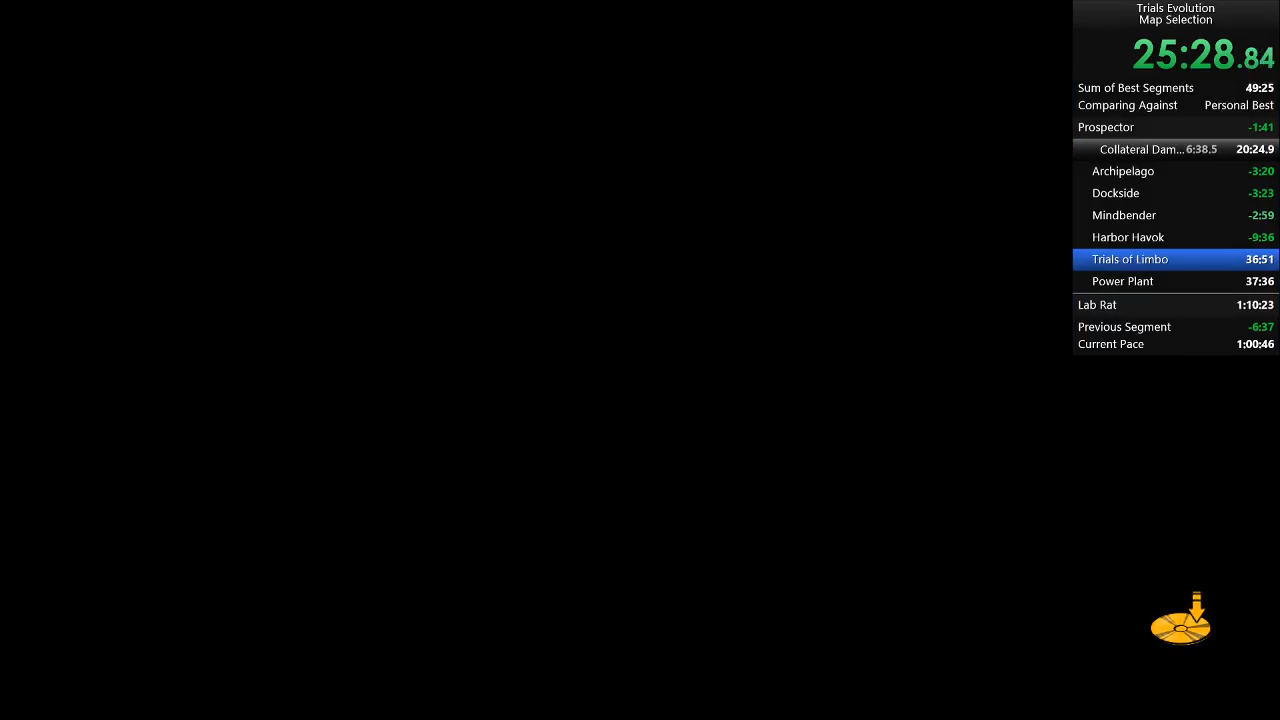 Trials Evolution
Map Selection
25:28.84
Sum of Best Segments 49:25
Comparing Against Personal Best
Prospector -1:41
Collateral Dam... 6:38.5 20:24.9
Archipelago -3:20
Dockside -3:23
Mindbender -2:59
Harbor Havok -9:36
Trials of Limbo 36:51
Power Plant 37:36
Lab Rat 1:10:23
Previous Segment -6:37
Current Pace 1:00:46